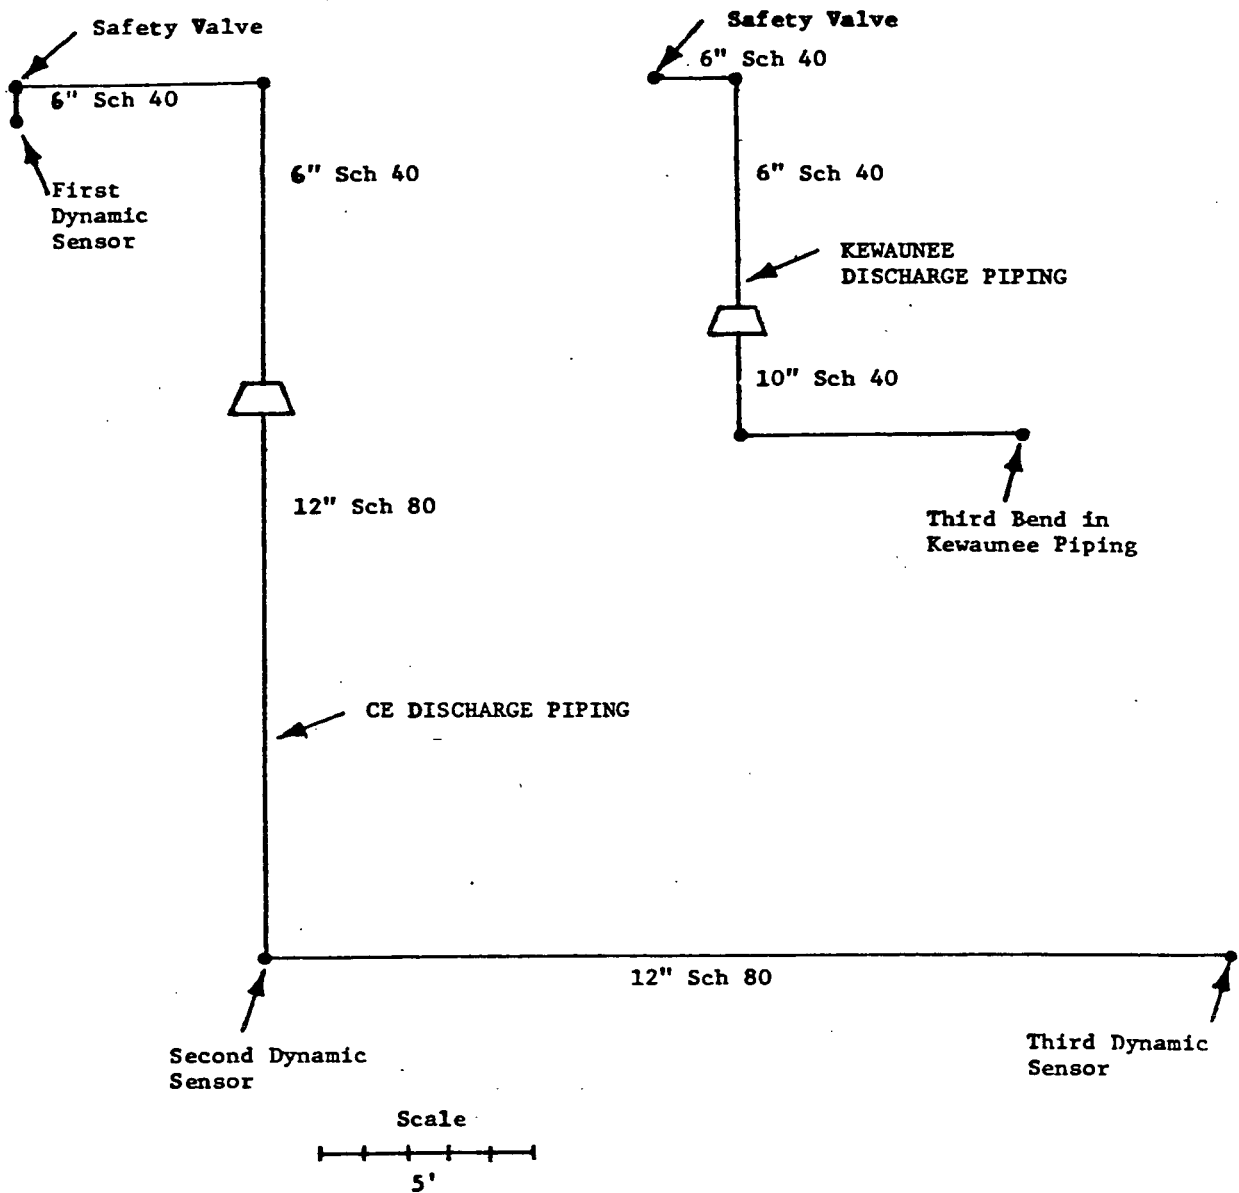 Safety Valve
6" Sch 40
6" Sch 40
First
Dynamic
Sensor
12" Sch 80
CE DISCHARGE PIPING
12" Sch 80
Second Dynamic
Sensor
Third Dynamic
Sensor
Safety Valve
6" Sch 40
6" Sch 40
KEWAUNEE
DISCHARGE PIPING
10" Sch 40
Third Bend in
Kewaunee Piping
Scale
5'